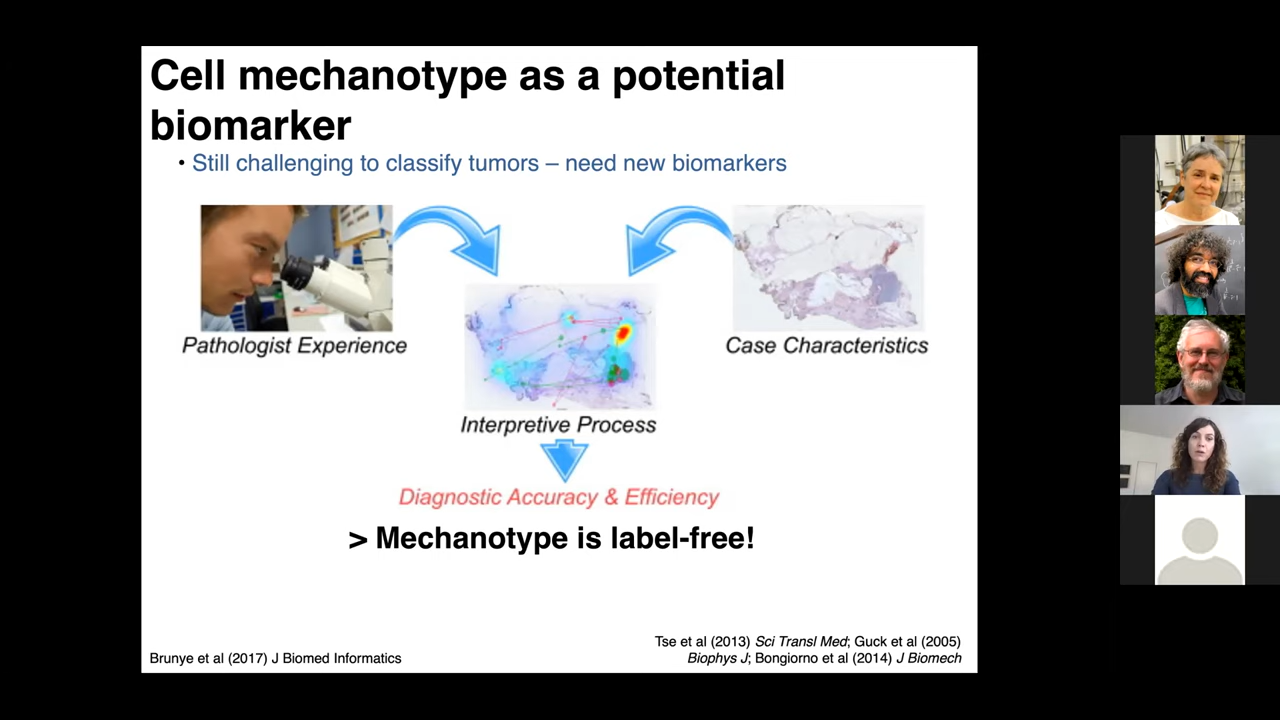 Cell mechanotype as a potential
biomarker
• Still challenging to classify tumors – need new biomarkers
Pathologist Experience
Case Characteristics
Interpretive Process
Diagnostic Accuracy & Efficiency
> Mechanotype is label-free!
Tse et al (2013) Sci Transl Med; Guck et al (2005)
Biophys J; Bongiorno et al (2014) J Biomech
Brunye et al (2017) J Biomed Informatics